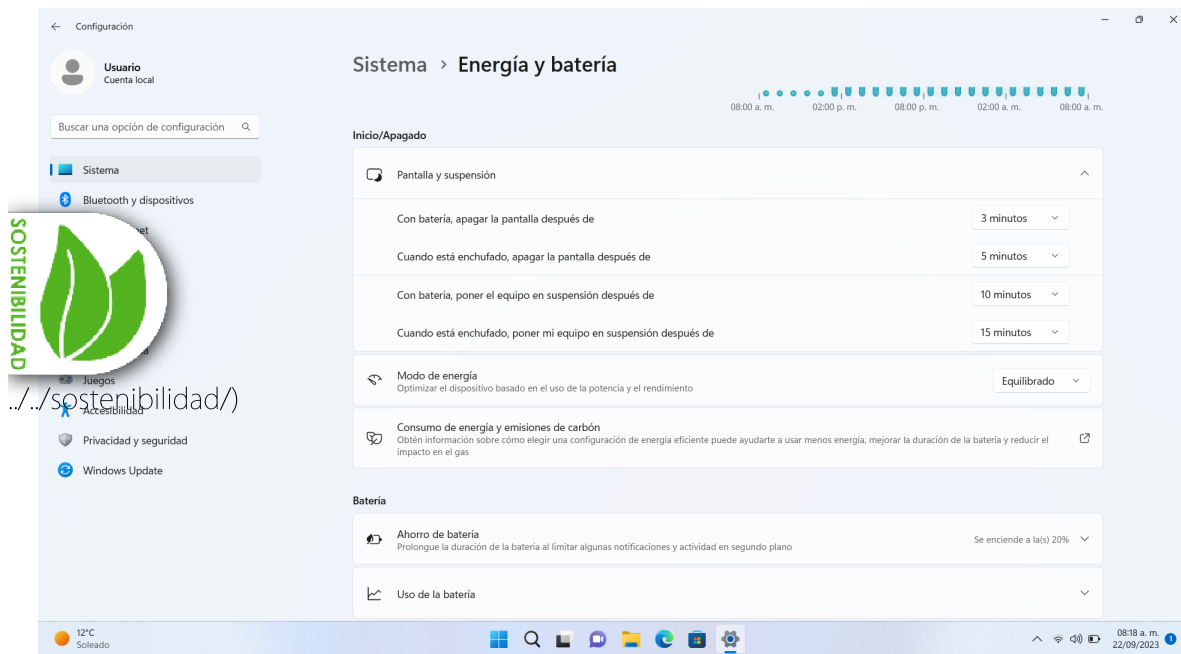 Configuración
Usuario
Cuenta local
Buscar una opción de configuración
Sistema
Bluetooth y dispositivos
et
SOSTENIBILIDAD
a
Juegos
../../sostenibilidad/)
Accesibilidad
Privacidad y seguridad
Windows Update
Sistema > Energía y batería
08:00 a. m. 02:00 p. m. 08:00 p. m. 02:00 a. m. 08:00 a. m.
Inicio/Apagado
Pantalla y suspensión
Con batería, apagar la pantalla después de 3 minutos
Cuando está enchufado, apagar la pantalla después de 5 minutos
Con batería, poner el equipo en suspensión después de 10 minutos
Cuando está enchufado, poner mi equipo en suspensión después de 15 minutos
Modo de energía
Optimizar el dispositivo basado en el uso de la potencia y el rendimiento
Equilibrado
Consumo de energía y emisiones de carbón
Obtén información sobre cómo elegir una configuración de energía eficiente puede ayudarte a usar menos energía, mejorar la duración de la batería y reducir el
impacto en el gas
Batería
Ahorro de batería
Prolongue la duración de la batería al limitar algunas notificaciones y actividad en segundo plano
Se enciende a la(s) 20%
Uso de la batería
12°C
Soleado
08:18 a. m.
22/09/2023
1